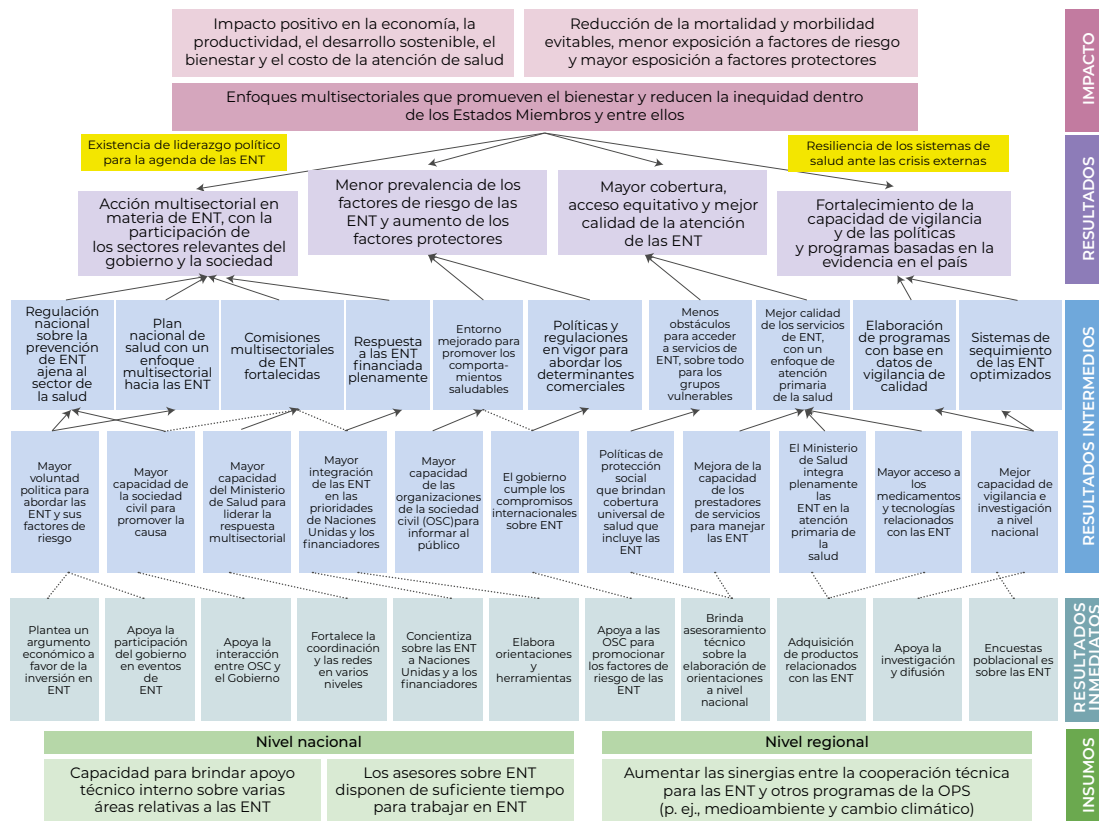 Impacto positivo en la economía, la
productividad, el desarrollo sostenible, el
bienestar y el costo de la atención de salud
Reducción de la mortalidad y morbilidad
evitables, menor exposición a factores de riesgo
y mayor esposición a factores protectores
IMPACTO
Enfoques multisectoriales que promueven el bienestar y reducen la inequidad dentro
de los Estados Miembros y entre ellos
Existencia de liderazgo político
para la agenda de las ENT
Resiliencia de los sistemas de
salud ante las crisis externas
RESULTADOS
Acción multisectorial en
materia de ENT, con la
participación de
los sectores relevantes del
gobierno y la sociedad
Menor prevalencia de los
factores de riesgo de las
ENT y aumento de los
factores protectores
Mayor cobertura,
acceso equitativo y mejor
calidad de la atención
de las ENT
Fortalecimiento de la
capacidad de vigilancia
y de las políticas
y programas basadas en la
evidencia en el país
RESULTADOS INTERMEDIOS
Regulación
nacional
sobre la
prevención
de ENT
ajena al
sector de
la salud
Plan
nacional de
salud con un
enfoque
multisectorial
hacia las ENT
Comisiones
multisectoriales
de ENT
fortalecidas
Respuesta
a las ENT
financiada
plenamente
Entorno
mejorado para
promover los
comporta-
mientos
saludables
Políticas y
regulaciones
en vigor para
abordar los
determinantes
comerciales
Menos
obstáculos
para acceder
a servicios de
ENT, sobre todo
para los
grupos
vulnerables
Mejor calidad
de los servicios
de ENT,
con un
enfoque de
atención
primaria
de la salud
Elaboración
de programas
con base en
datos de
vigilancia de
calidad
Sistemas de
sequimiento
de las ENT
optimizados
Mayor
voluntad
política para
abordar las
ENT y sus
factores de
riesgo
Mayor
capacidad de
la sociedad
civil para
promover la
causa
Mayor
capacidad
del Ministerio
de Salud para
liderar la
respuesta
multisectorial
Mayor
integración
de las ENT
en las
prioridades
de Naciones
Unidas y los
financiadores
Mayor
capacidad
de las
organizaciones
de la sociedad
civil (OSC)para
informar al
público
El gobierno
cumple los
compromisos
internacionales
sobre ENT
Políticas de
protección
social
que brindan
cobertura
universal de
salud que
incluye las
ENT
Mejora de la
capacidad
de los
prestadores
de servicios
para manejar
las ENT
El Ministerio
de Salud
integra
plenamente
las
ENT en la
atención
primaria de
la
salud
Mayor acceso a
los
medicamentos
y tecnologías
relacionados
con las ENT
Mejor
capacidad de
vigilancia e
investigación
a nivel
nacional
RESULTADOS
INMEDIATOS
Plantea un
argumento
económico a
favor de la
inversión en
ENT
Apoya la
participación
del gobierno
en eventos
de
ENT
Apoya la
interacción
entre OSC y
el Gobierno
Fortalece la
coordinación
y las redes
en varios
niveles
Concientiza
sobre las ENT
a Naciones
Unidas y a los
financiadores
Elabora
orientaciones
y
herramientas
Apoya a las
OSC para
promocionar
los factores de
riesgo de las
ENT
Brinda
asesoramiento
técnico
sobre la
elaboración de
orientaciones
a nivel
nacional
Adquisición
de productos
relacionados
con las ENT
Apoya la
investigación
y difusión
Encuestas
poblacional es
sobre las ENT
INSUMOS
Nivel nacional
Nivel regional
Capacidad para brindar apoyo
técnico interno sobre varias
áreas relativas a las ENT
Los asesores sobre ENT
disponen de suficiente tiempo
para trabajar en ENT
Aumentar las sinergias entre la cooperación técnica
para las ENT y otros programas de la OPS
(p. ej., medioambiente y cambio climático)